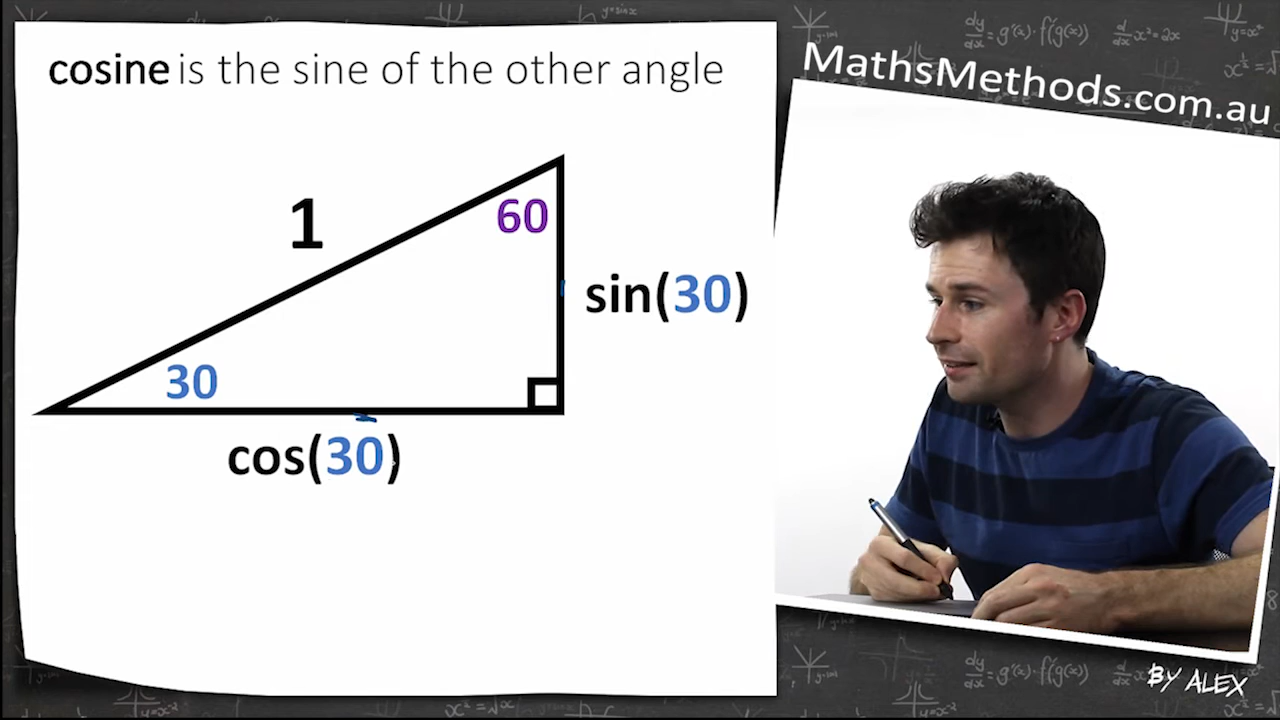 cosine is the sine of the other angle
MathsMethods.com.au
1
60
sin(30)
30
cos(30)
BY ALEX